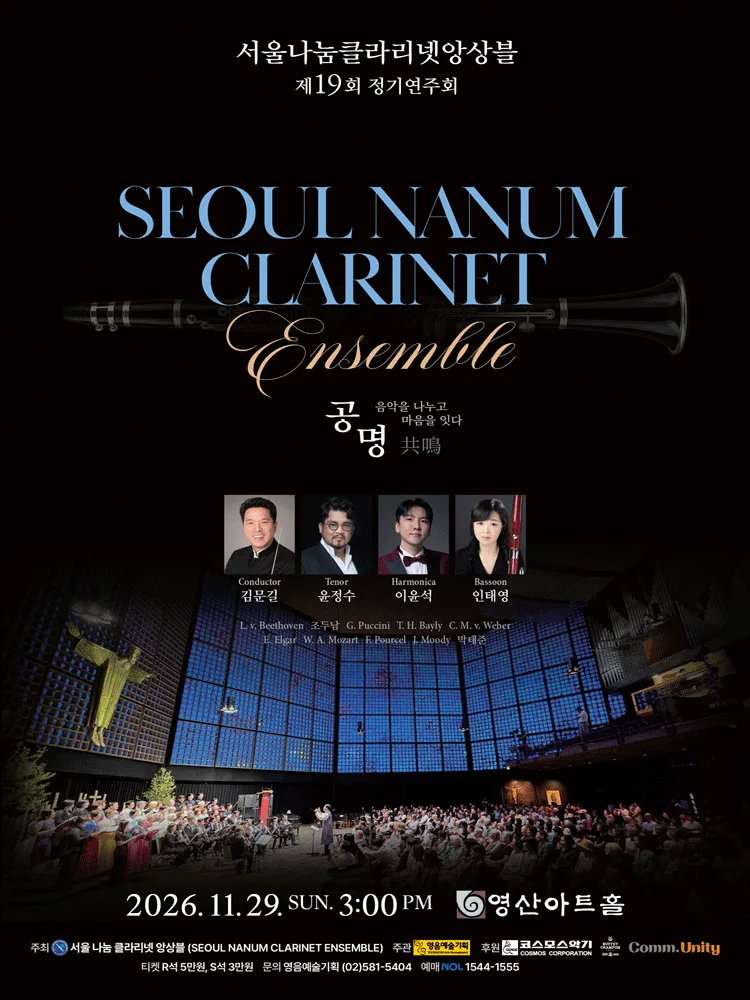 서울나눔클라리넷앙상블
제19회 정기연주회
SEOUL NANUM
CLARINET
Ensemble
공명
음악을 나누고
마음을 잇다
共鳴
Conductor
김문길
Tenor
윤정수
Harmonica
이윤석
Bassoon
인태영
L. v. Beethoven 조두남 G. Puccini T. H. Bayly C. M. v. Weber
E. Elgar W. A. Mozart F. Pourcel J. Moody 박태준
2026. 11. 29. SUN. 3:00 PM 영산아트홀
주최 서울 나눔 클라리넷 앙상블 (SEOUL NANUM CLARINET ENSEMBLE) 주관 영음예술기획 후원 코스모스악기 COSMOS CORPORATION BUFFET CRAMPON Comm.Unity
티켓 R석 5만원, S석 3만원 문의 영음예술기획 (02)581-5404 예매 NOL 1544-1555